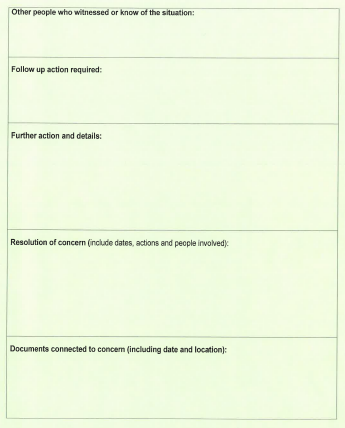 Other people who witnessed or know of the situation:
Follow up action required:
Further action and details:
Resolution of concern (include dates, actions and people involved):
Documents connected to concern (including date and location):